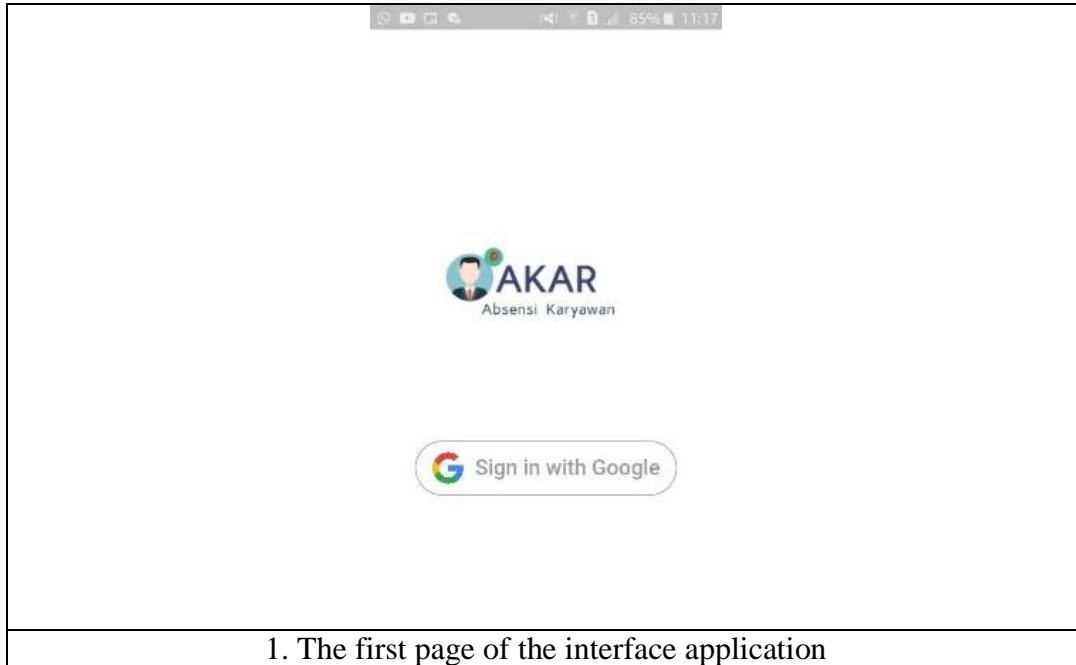 85% 11:17
AKAR
Absensi Karyawan
Sign in with Google
1. The first page of the interface application